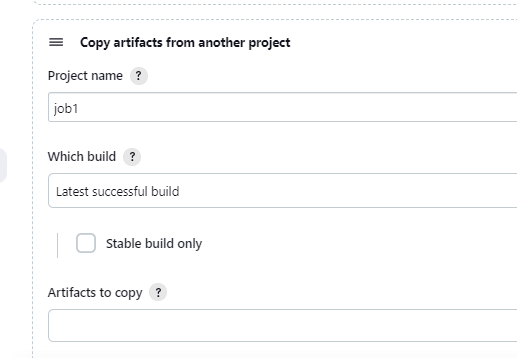 Copy artifacts from another project
Project name ?
job1
Which build ?
Latest successful build
Stable build only
Artifacts to copy ?